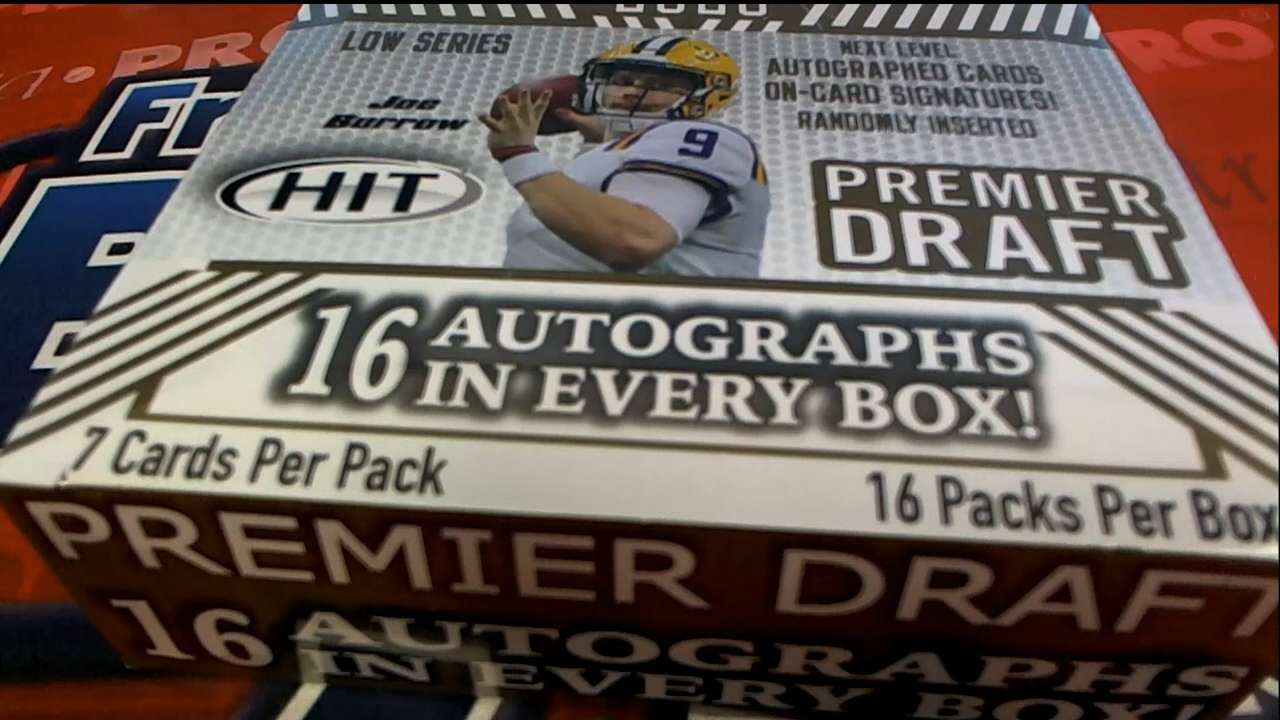 LOW SERIES
Joe
Burrow
HIT
9
NEXT LEVEL
AUTOGRAPHED CARDS
ON-CARD SIGNATURES!
RANDOMLY INSERTED
PREMIER
DRAFT
16 AUTOGRAPHS
IN EVERY BOX!
7 Cards Per Pack
16 Packs Per Box
PREMIER DRAFT
16 AUTOGRAPHS
IN EVERY BOX!